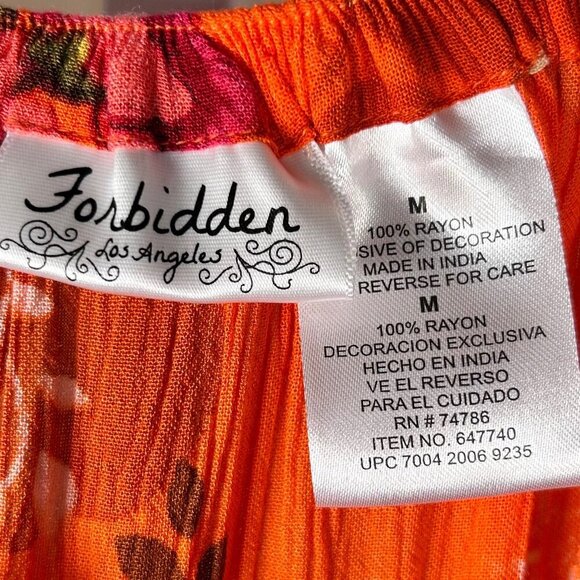 Forbidden
Los Angeles
M
100% RAYON
SIVE OF DECORATION
MADE IN INDIA
REVERSE FOR CARE
M
100% RAYON
DECORACION EXCLUSIVA
HECHO EN INDIA
VE EL REVERSO
PARA EL CUIDADO
RN # 74786
ITEM NO. 647740
UPC 7004 2006 9235